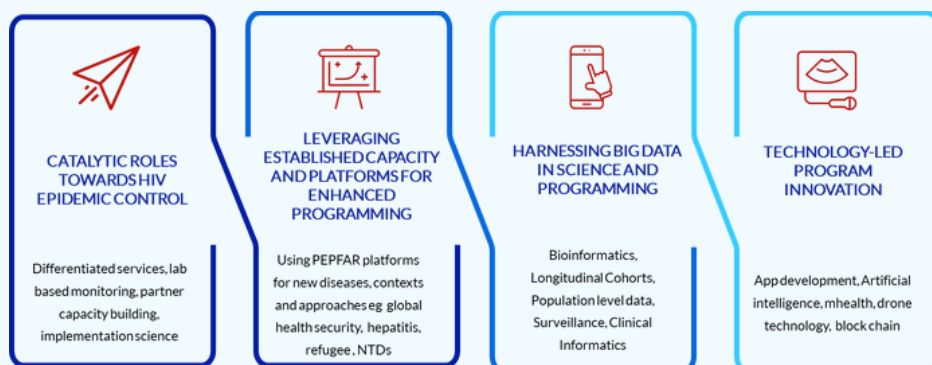 CATALYTIC ROLES
TOWARDS HIV
EPIDEMIC CONTROL
Differentiated services, lab
based monitoring, partner
capacity building,
implementation science
LEVERAGING
ESTABLISHED CAPACITY
AND PLATFORMS FOR
ENHANCED
PROGRAMMING
Using PEPFAR platforms
for new diseases, contexts
and approaches eg global
health security, hepatitis,
refugee , NTDs
HARNESSING BIG DATA
IN SCIENCE AND
PROGRAMMING
Bioinformatics,
Longitudinal Cohorts,
Population level data,
Surveillance, Clinical
Informatics
TECHNOLOGY-LED
PROGRAM
INNOVATION
App development, Artificial
intelligence, mhealth, drone
technology, block chain